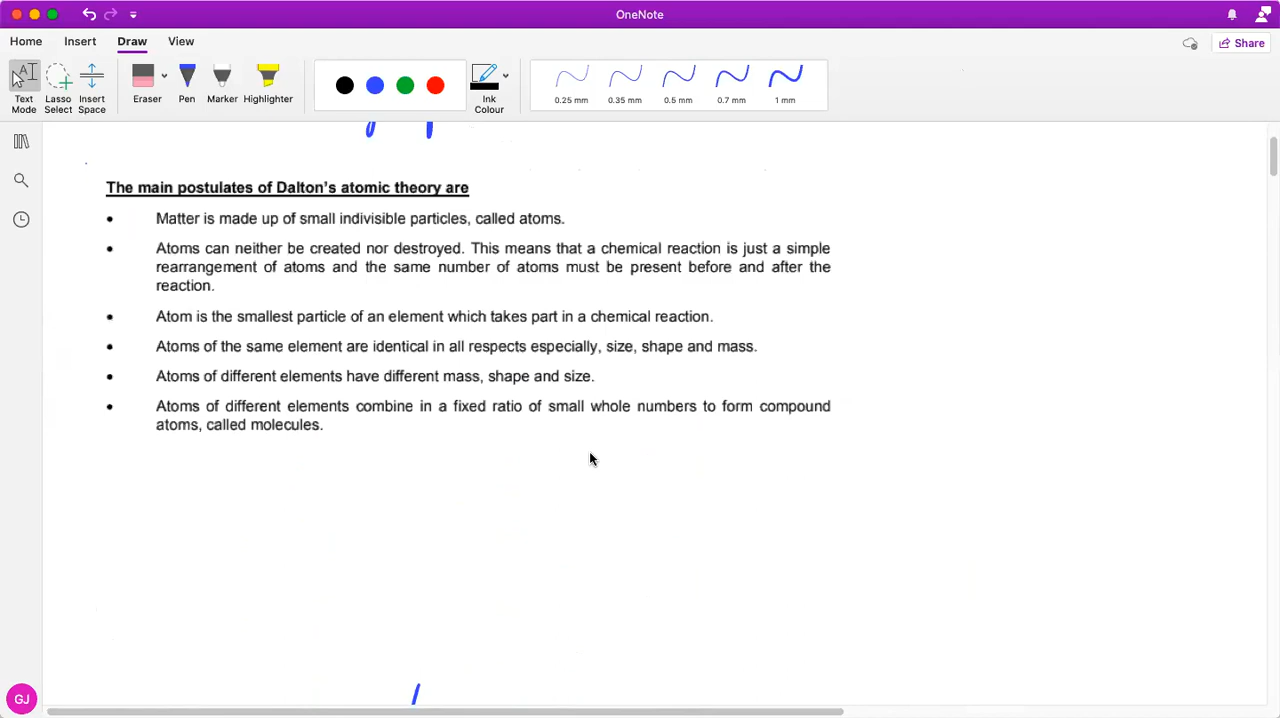 OneNote
Home Insert Draw View
Share
Text Mode
Lasso Select
Insert Space
Eraser
Pen
Marker
Highlighter
Ink Colour
0.25 mm 0.35 mm 0.5 mm 0.7 mm 1 mm
The main postulates of Dalton's atomic theory are
• Matter is made up of small indivisible particles, called atoms.
• Atoms can neither be created nor destroyed. This means that a chemical reaction is just a simple
rearrangement of atoms and the same number of atoms must be present before and after the
reaction.
• Atom is the smallest particle of an element which takes part in a chemical reaction.
• Atoms of the same element are identical in all respects especially, size, shape and mass.
• Atoms of different elements have different mass, shape and size.
• Atoms of different elements combine in a fixed ratio of small whole numbers to form compound
atoms, called molecules.
GJ